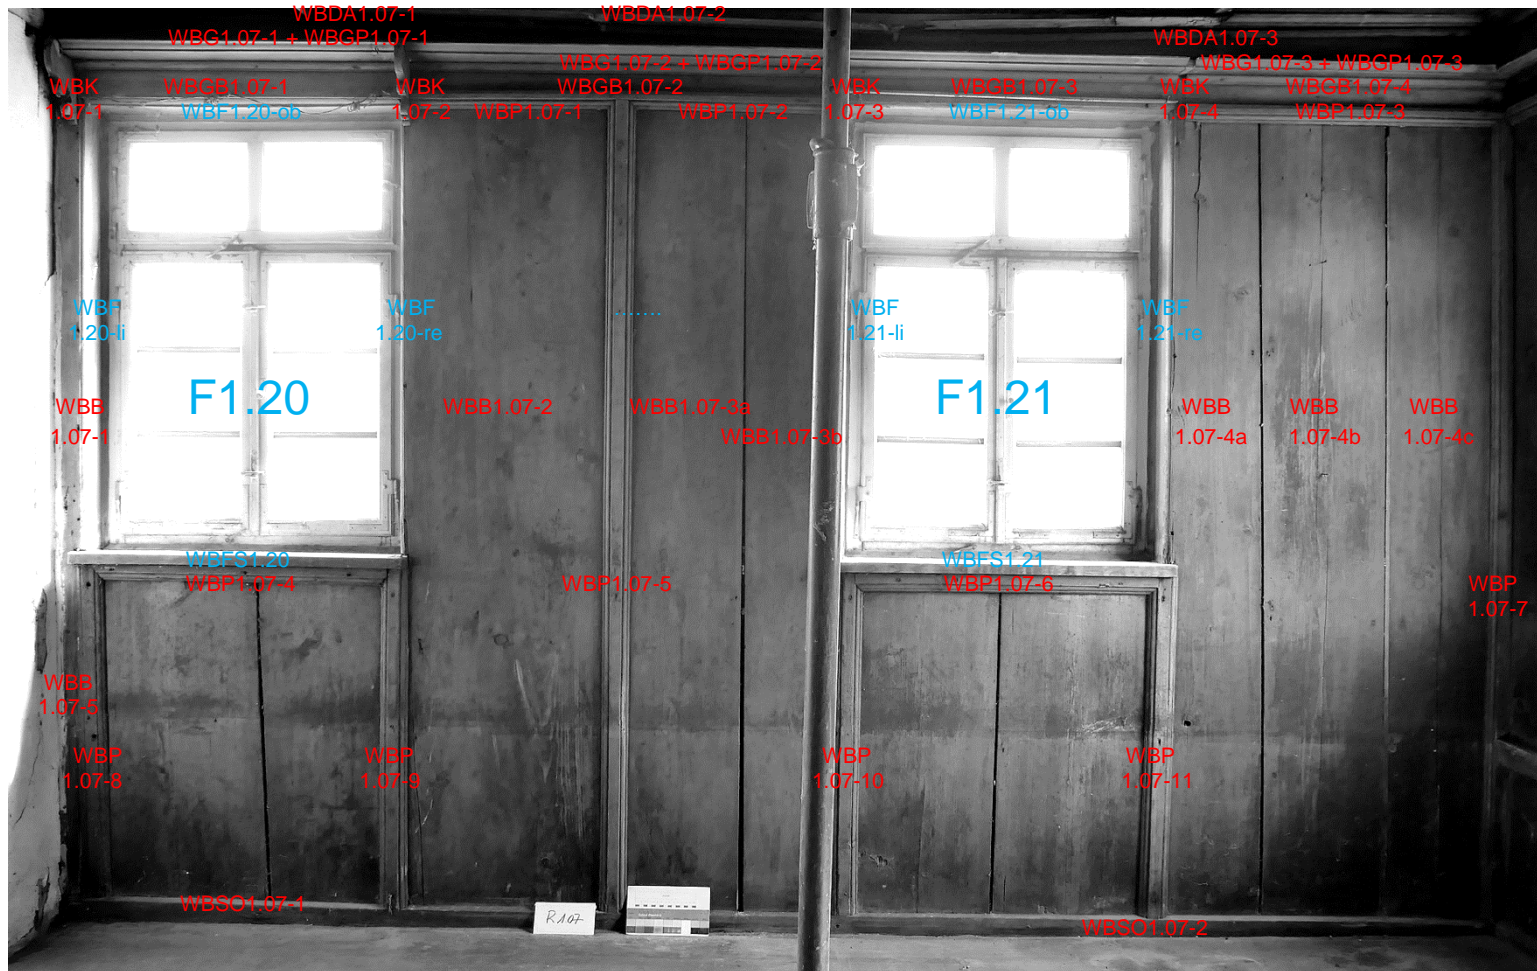 WBDA1.07-1
WBDA1.07-2
WBG1.07-1 + WBGP1.07-1
WBDA1.07-3
WBG1.07-2 + WBGP1.07-2
WBG1.07-3 + WBGP1.07-3
WBK
1.07-1
WBGB1.07-1
WBF1.20-ob
WBK
1.07-2
WBGB1.07-2
WBP1.07-1
WBP1.07-2
WBK
1.07-3
WBGB1.07-3
WBF1.21-ob
WBK
1.07-4
WBGB1.07-4
WBP1.07-3
WBF
1.20-li
WBF
1.20-re
.......
WBF
1.21-li
WBF
1.21-re
F1.20
F1.21
WBB
1.07-1
WBB1.07-2
WBB1.07-3a
WBB1.07-3b
WBB
1.07-4a
WBB
1.07-4b
WBB
1.07-4c
WBFS1.20
WBP1.07-4
WBP1.07-5
WBFS1.21
WBP1.07-6
WBP
1.07-7
WBB
1.07-5
WBP
1.07-8
WBP
1.07-9
WBP
1.07-10
WBP
1.07-11
WBSO1.07-1
R 1.07
WBSO1.07-2